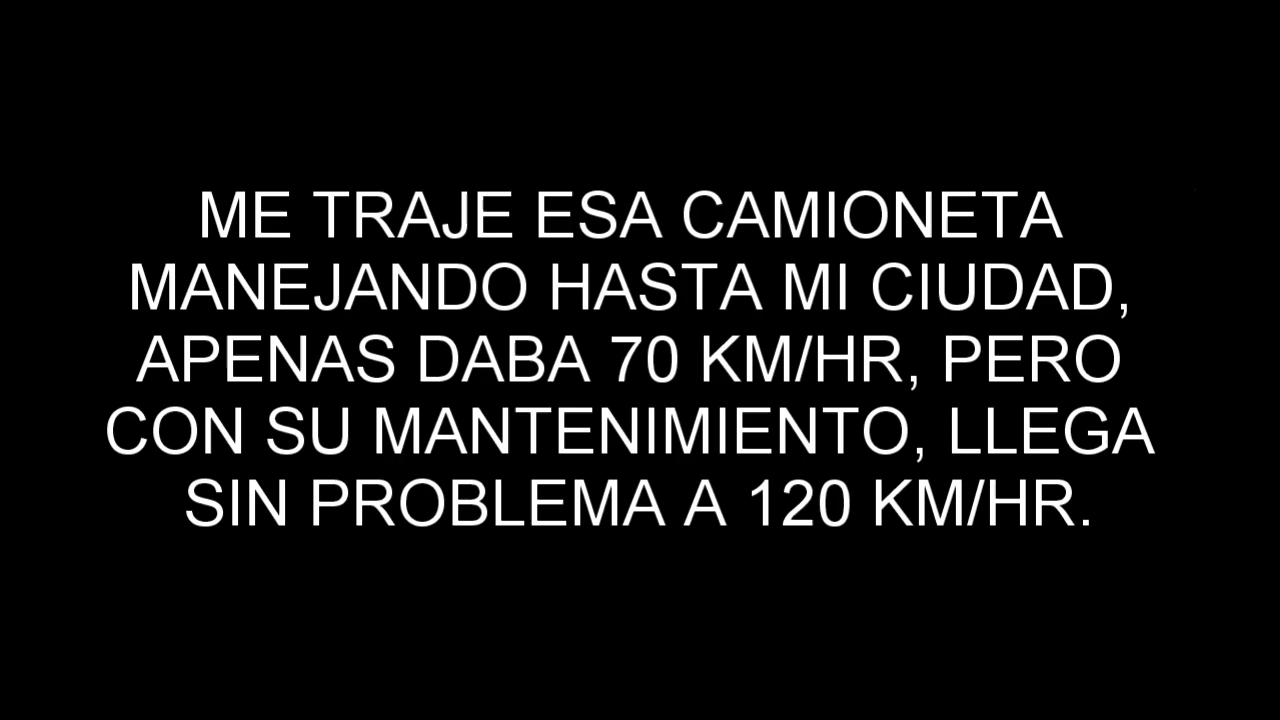 ME TRAJE ESA CAMIONETA
MANEJANDO HASTA MI CIUDAD,
APENAS DABA 70 KM/HR, PERO
CON SU MANTENIMIENTO, LLEGA
SIN PROBLEMA A 120 KM/HR.